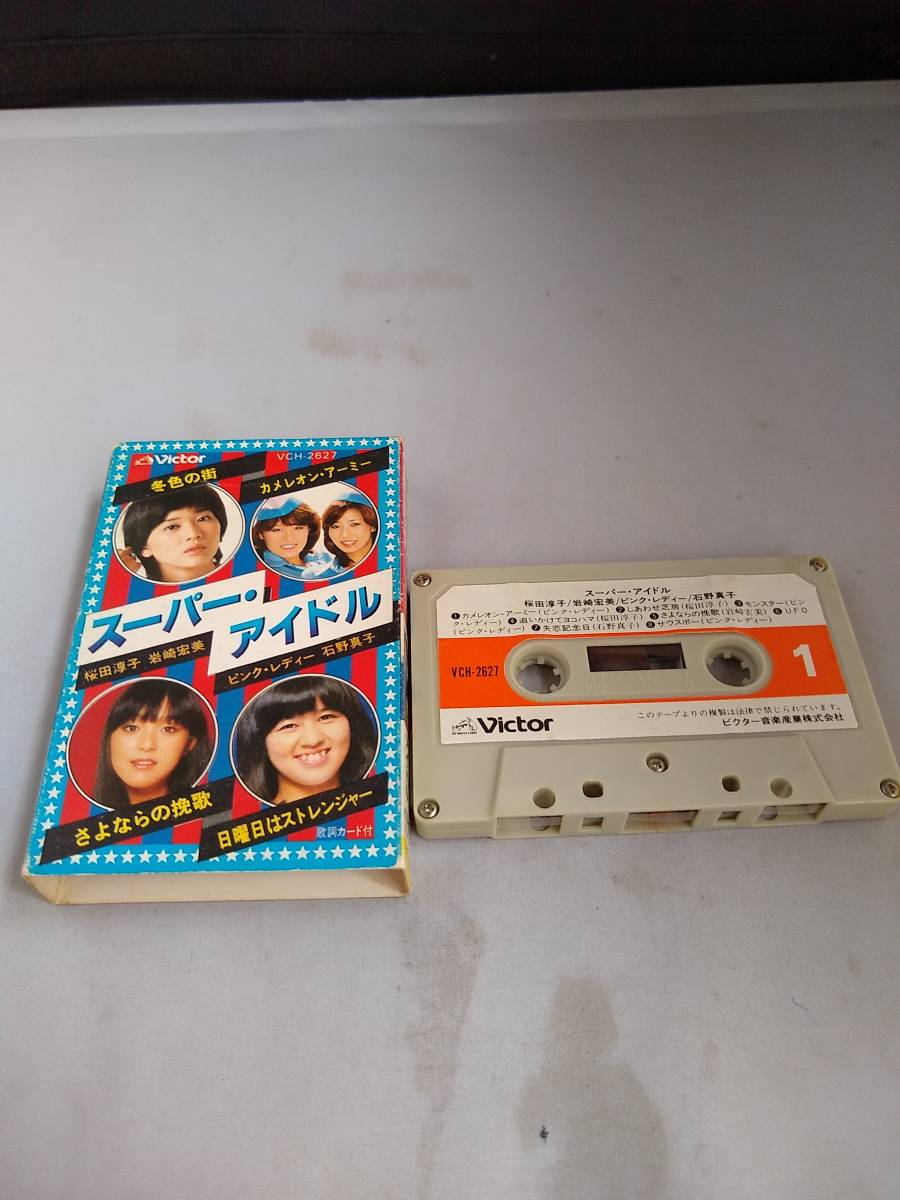 Victor VCH-2627
冬色の街
カメレオン・アーミー
スーパー・
アイドル
桜田淳子 岩崎宏美
ピンク・レディー 石野真子
さよならの挽歌
日曜日はストレンジャー
歌詞カード付
スーパー・アイドル
桜田淳子/岩崎宏美/ピンク・レディー/石野真子
❶カメレオン・アーミー(ピンク・レディー) ❷しあわせ芝居(桜田淳子) ❸モンスター(ピン
ク・レディー) ❹追いかけてヨコハマ(桜田淳子) ❺さよならの挽歌(岩崎宏美) ❻UFO
(ピンク・レディー) ❼失恋記念日(石野真子) ❽サウスポー(ピンク・レディー)
VCH-2627
1
100 50 0
Victor
このテープよりの複製は法律で禁じられています。
ビクター音楽産業株式会社